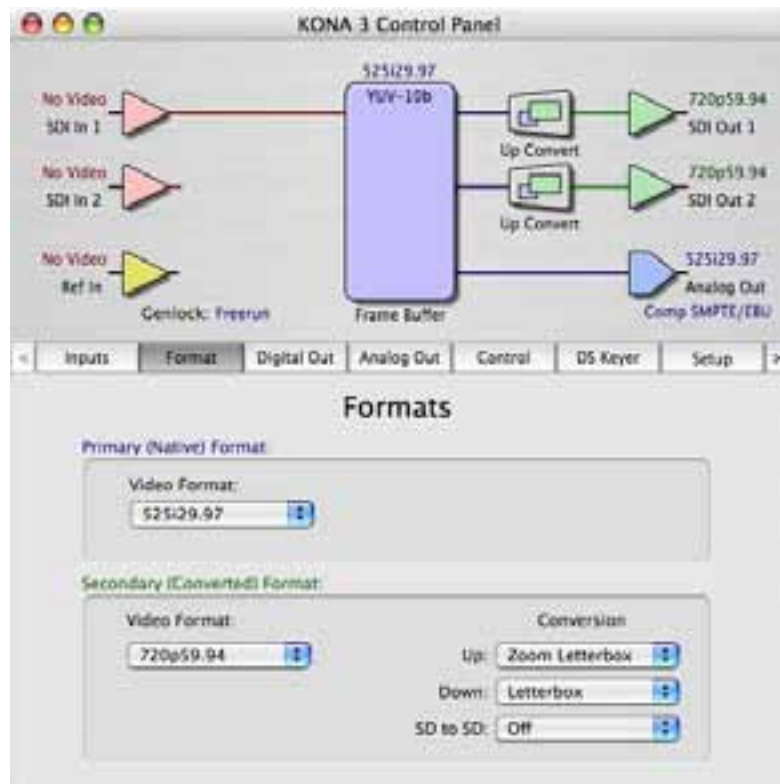 KONA 3 Control Panel
525i29.97
YUV-10b
No Video
SDI In 1
Up Convert
720p59.94
SDI Out 1
No Video
SDI In 2
Up Convert
720p59.94
SDI Out 2
No Video
Ref In
Genlock: Freerun
Frame Buffer
525i29.97
Analog Out
Comp SMPTE/EBU
< Inputs Format Digital Out Analog Out Control DS Keyer Setup >
Formats
Primary (Native) Format:
Video Format:
525i29.97
Secondary (Converted) Format:
Video Format: Conversion
720p59.94 Up: Zoom Letterbox
Down: Letterbox
SD to SD: Off